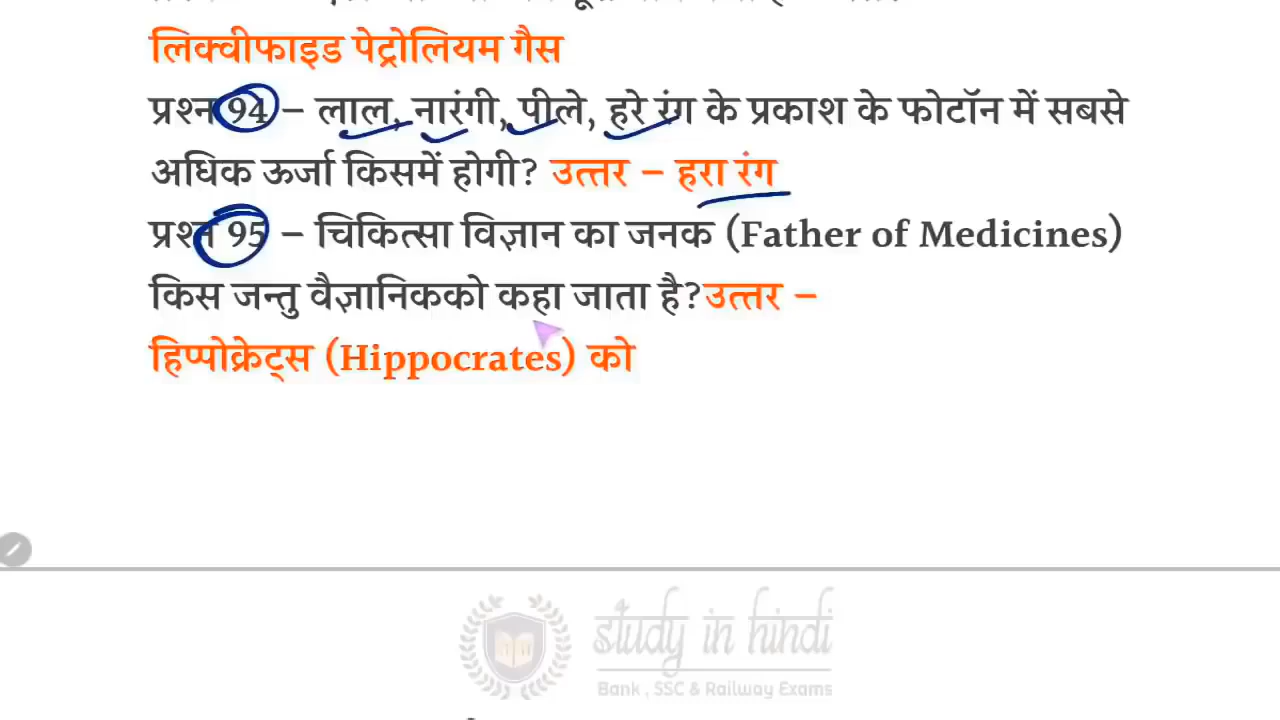 लिक्वीफाइड पेट्रोलियम गैस
प्रश्न 94 – लाल, नारंगी, पीले, हरे रंग के प्रकाश के फोटॉन में सबसे
अधिक ऊर्जा किसमें होगी? उत्तर – हरा रंग
प्रश्न 95 – चिकित्सा विज्ञान का जनक (Father of Medicines)
किस जन्तु वैज्ञानिकको कहा जाता है?उत्तर –
हिप्पोक्रेट्स (Hippocrates) को
study in hindi
Bank , SSC & Railway Exams